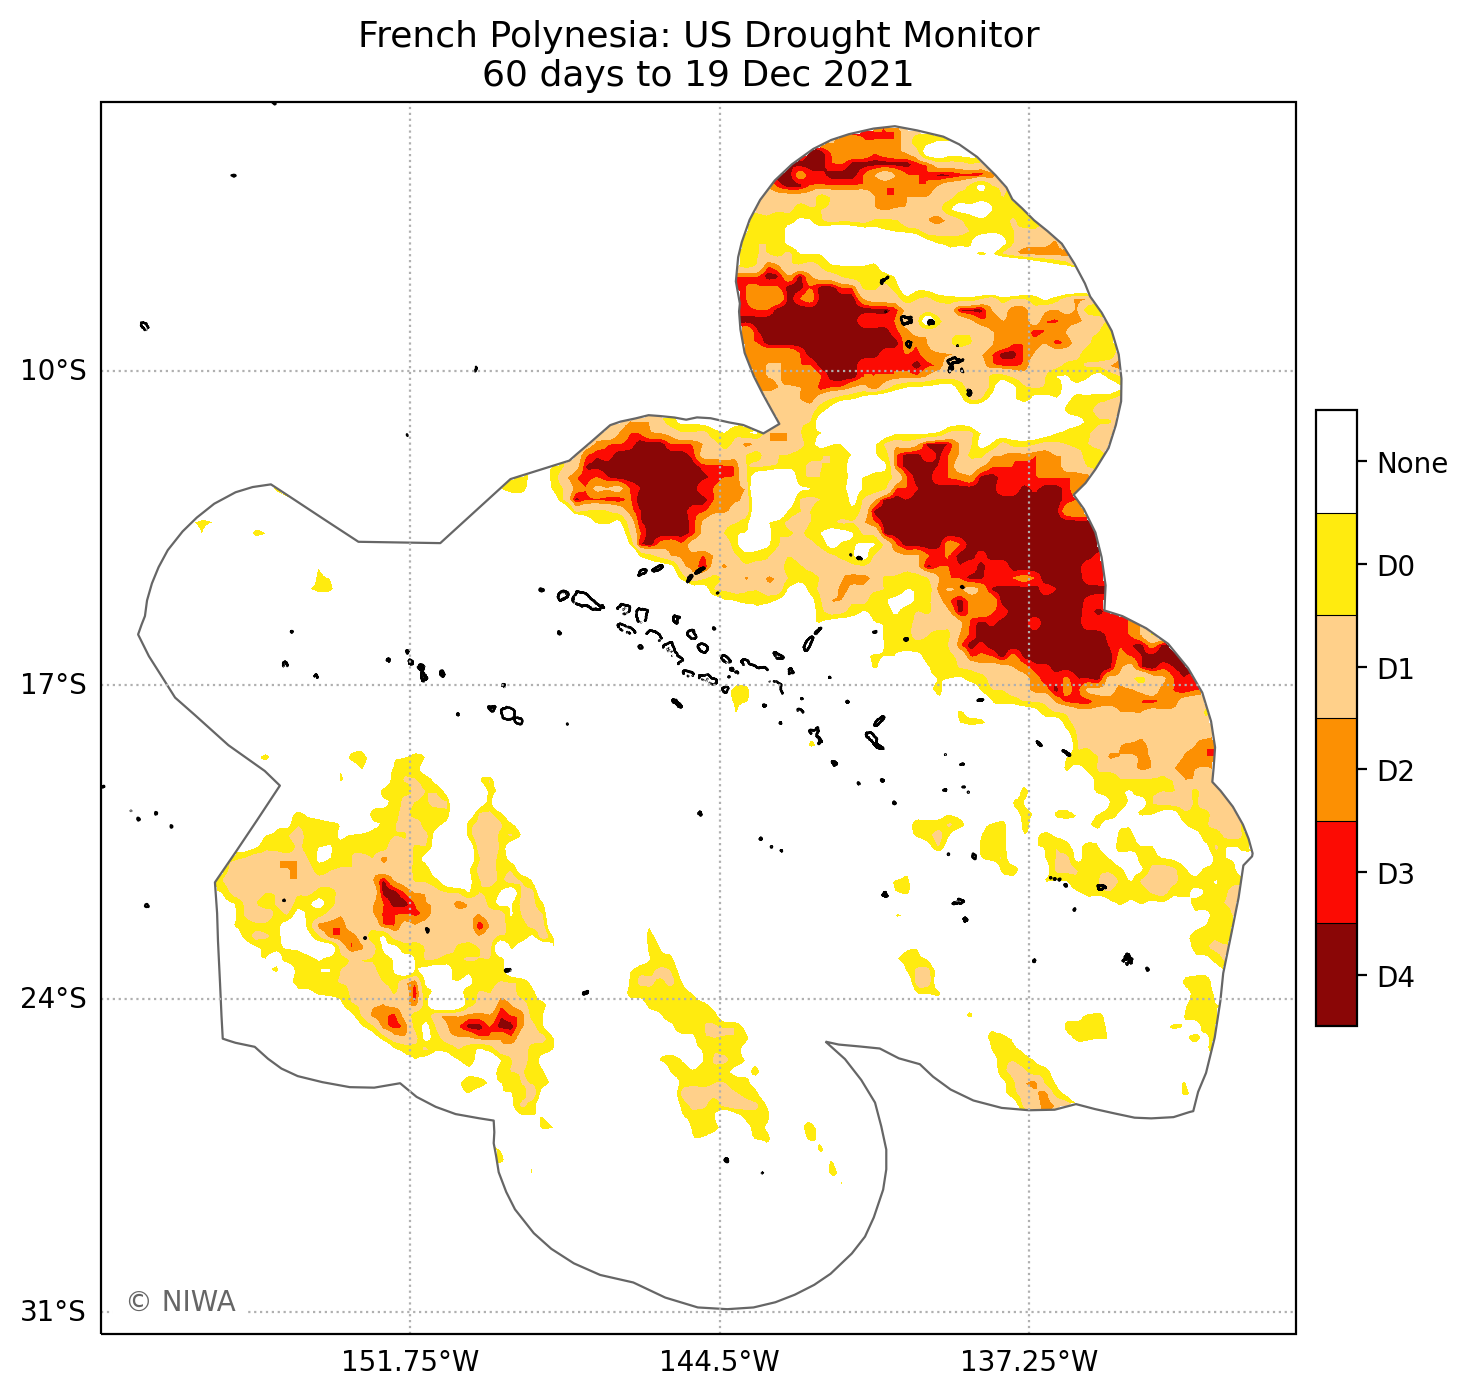 French Polynesia: US Drought Monitor
60 days to 19 Dec 2021
10°S
17°S
24°S
31°S
151.75°W
144.5°W
137.25°W
None
D0
D1
D2
D3
D4
© NIWA